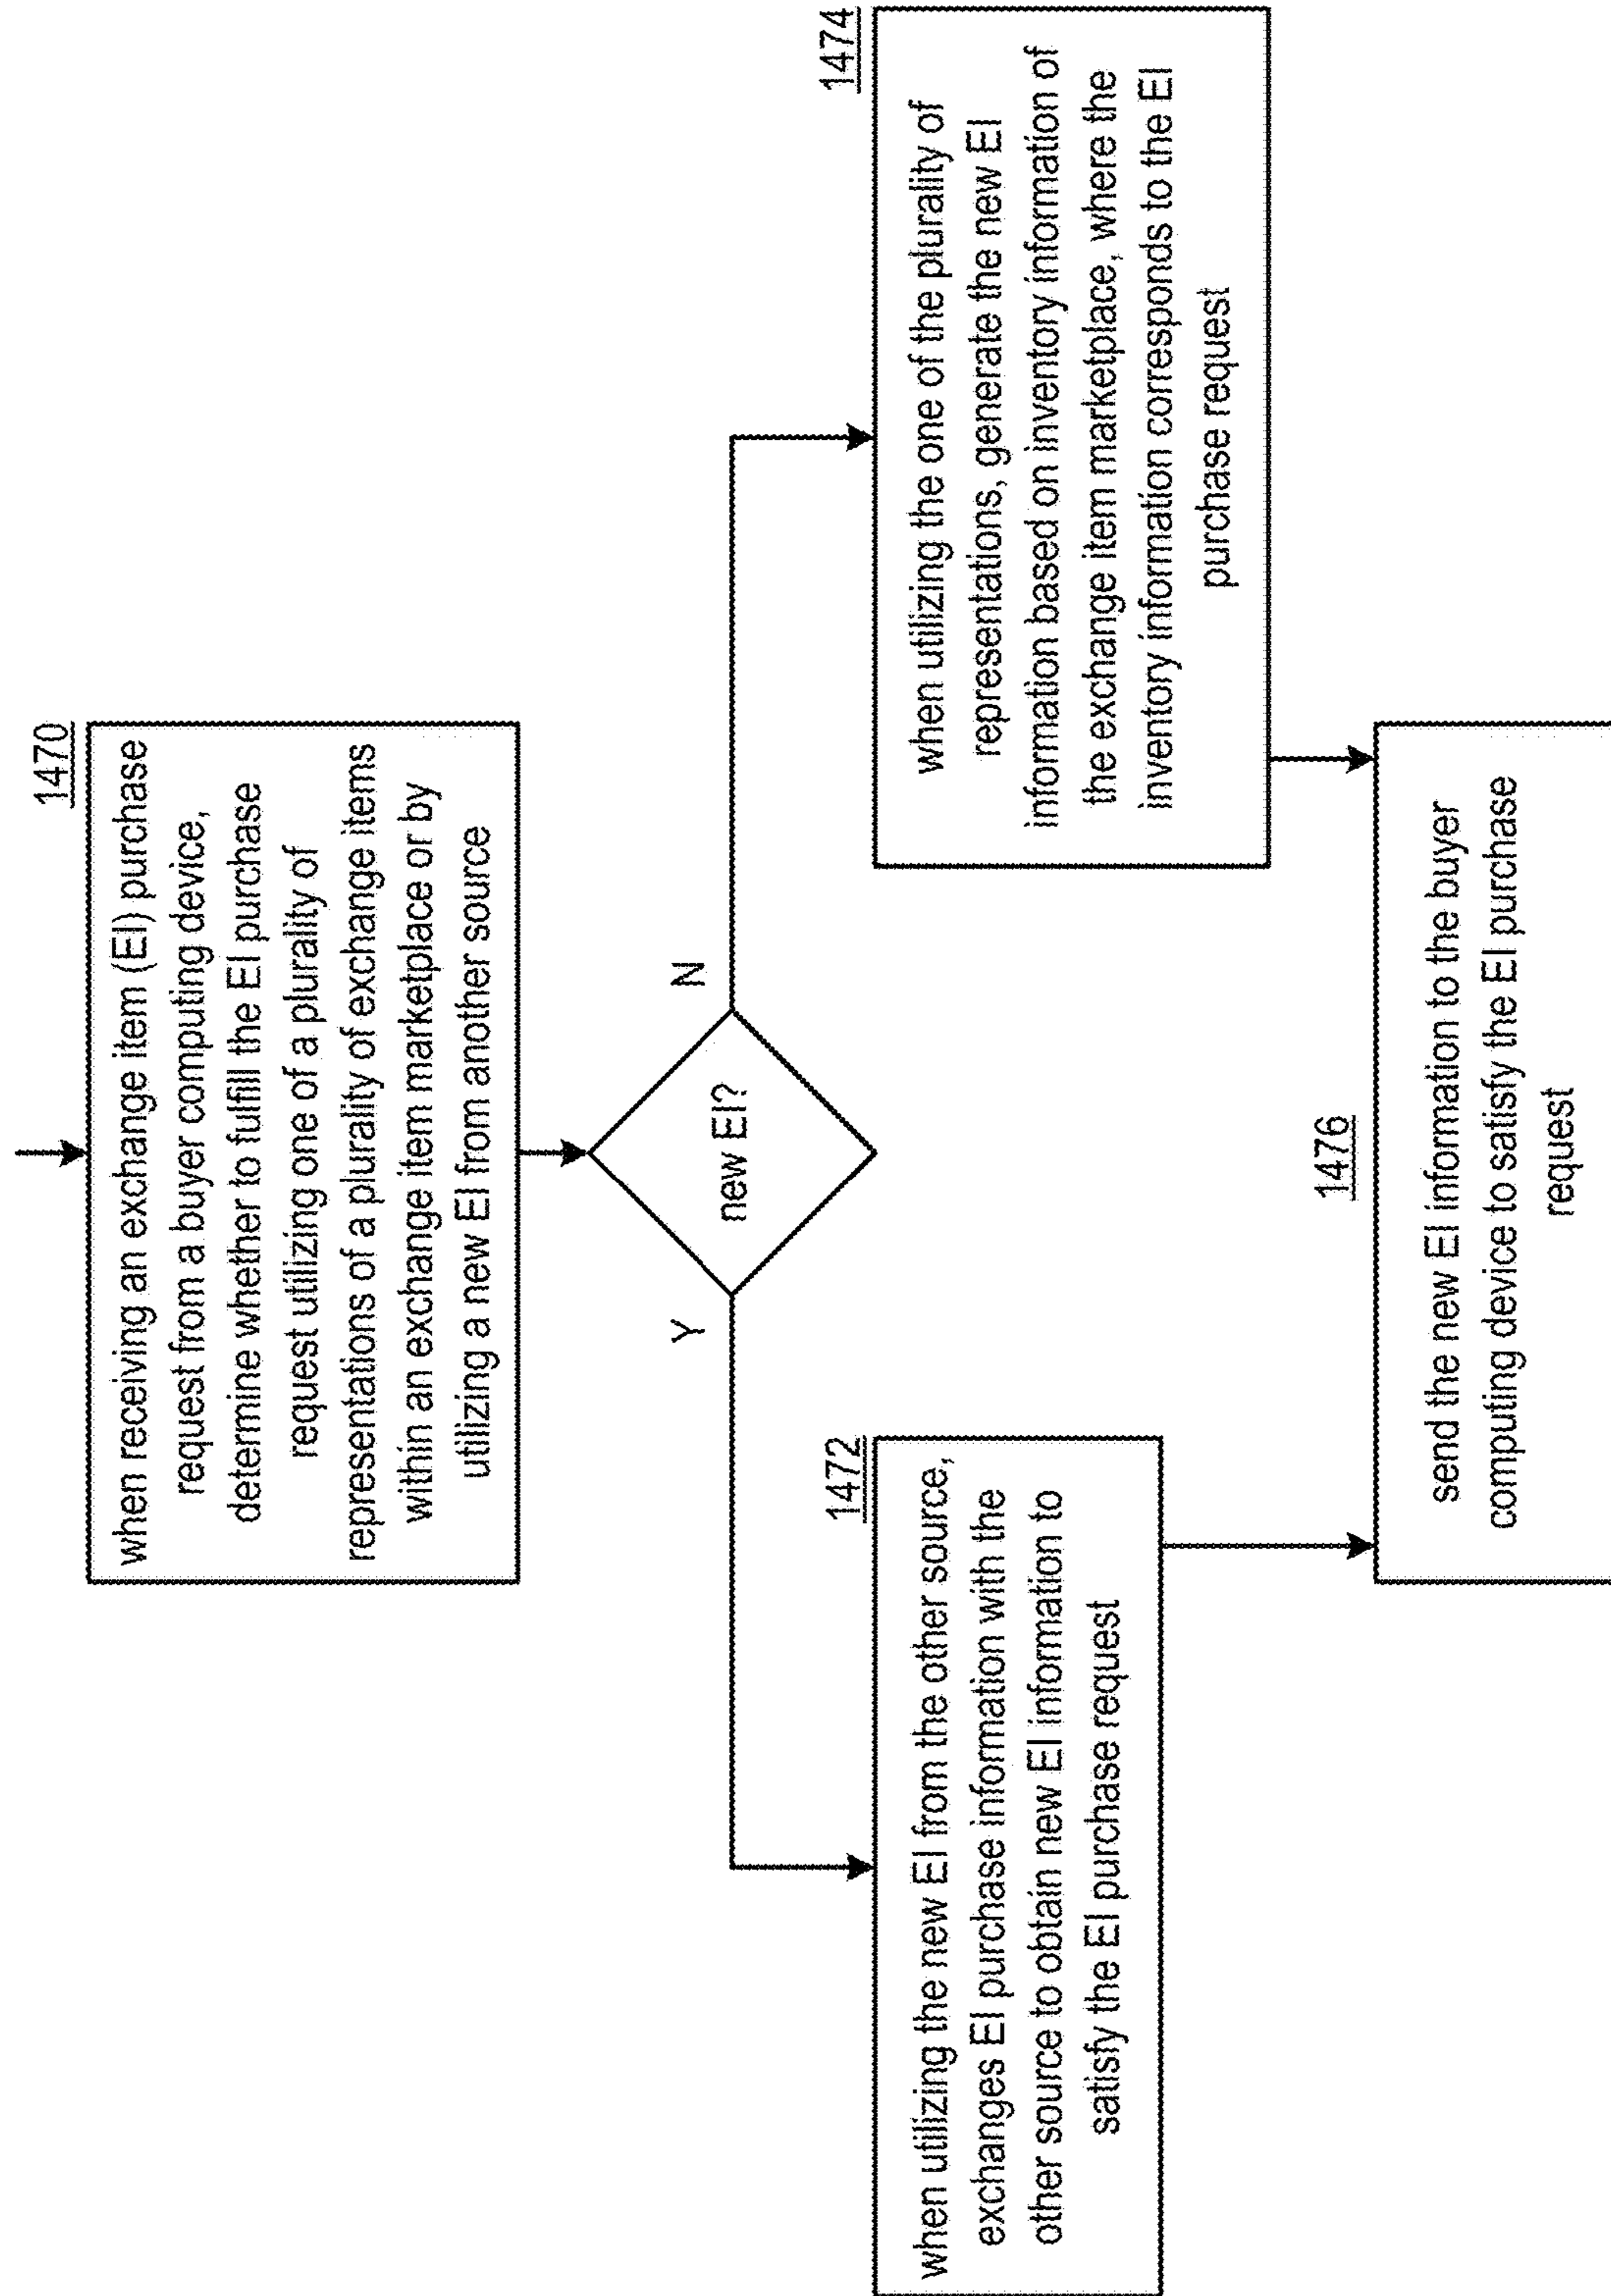 1470
when receiving an exchange item (EI) purchase
request from a buyer computing device,
determine whether to fulfill the EI purchase
request utilizing one of a plurality of
representations of a plurality of exchange items
within an exchange item marketplace or by
utilizing a new EI from another source
new EI?
Y
N
1472
when utilizing the new EI from the other source,
exchanges EI purchase information with the
other source to obtain new EI information to
satisfy the EI purchase request
1474
when utilizing the one of the plurality of
representations, generate the new EI
information based on inventory information of
the exchange item marketplace, where the
inventory information corresponds to the EI
purchase request
1476
send the new EI information to the buyer
computing device to satisfy the EI purchase
request